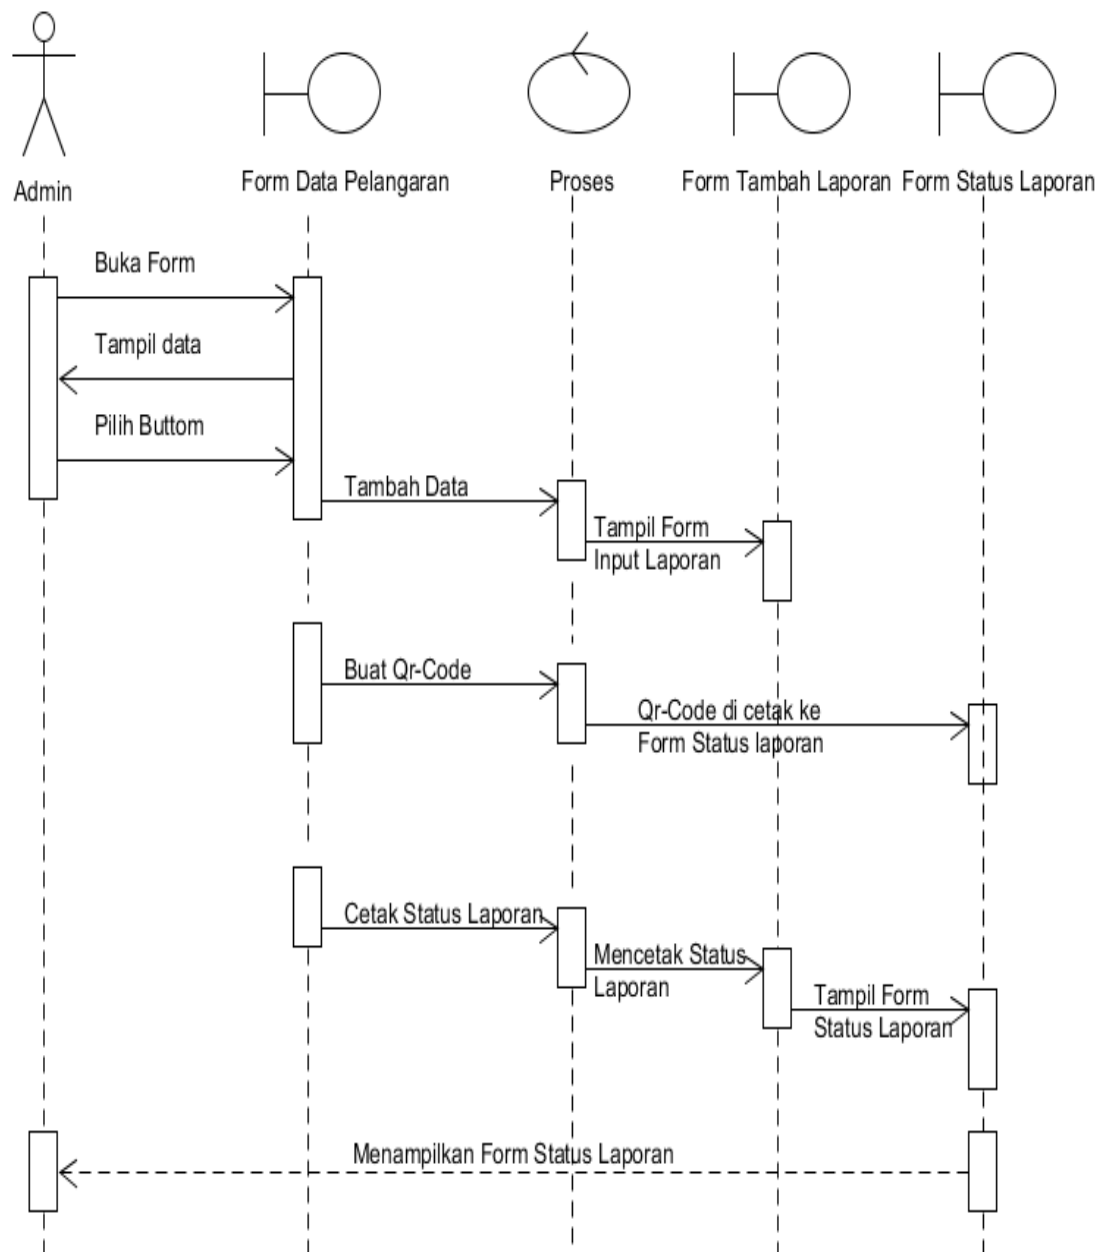 Admin
Form Data Pelangaran
Proses
Form Tambah Laporan
Form Status Laporan
Buka Form
Tampil data
Pilih Buttom
Tambah Data
Tampil Form
Input Laporan
Buat Qr-Code
Qr-Code di cetak ke
Form Status laporan
Cetak Status Laporan
Mencetak Status
Laporan
Tampil Form
Status Laporan
Menampilkan Form Status Laporan